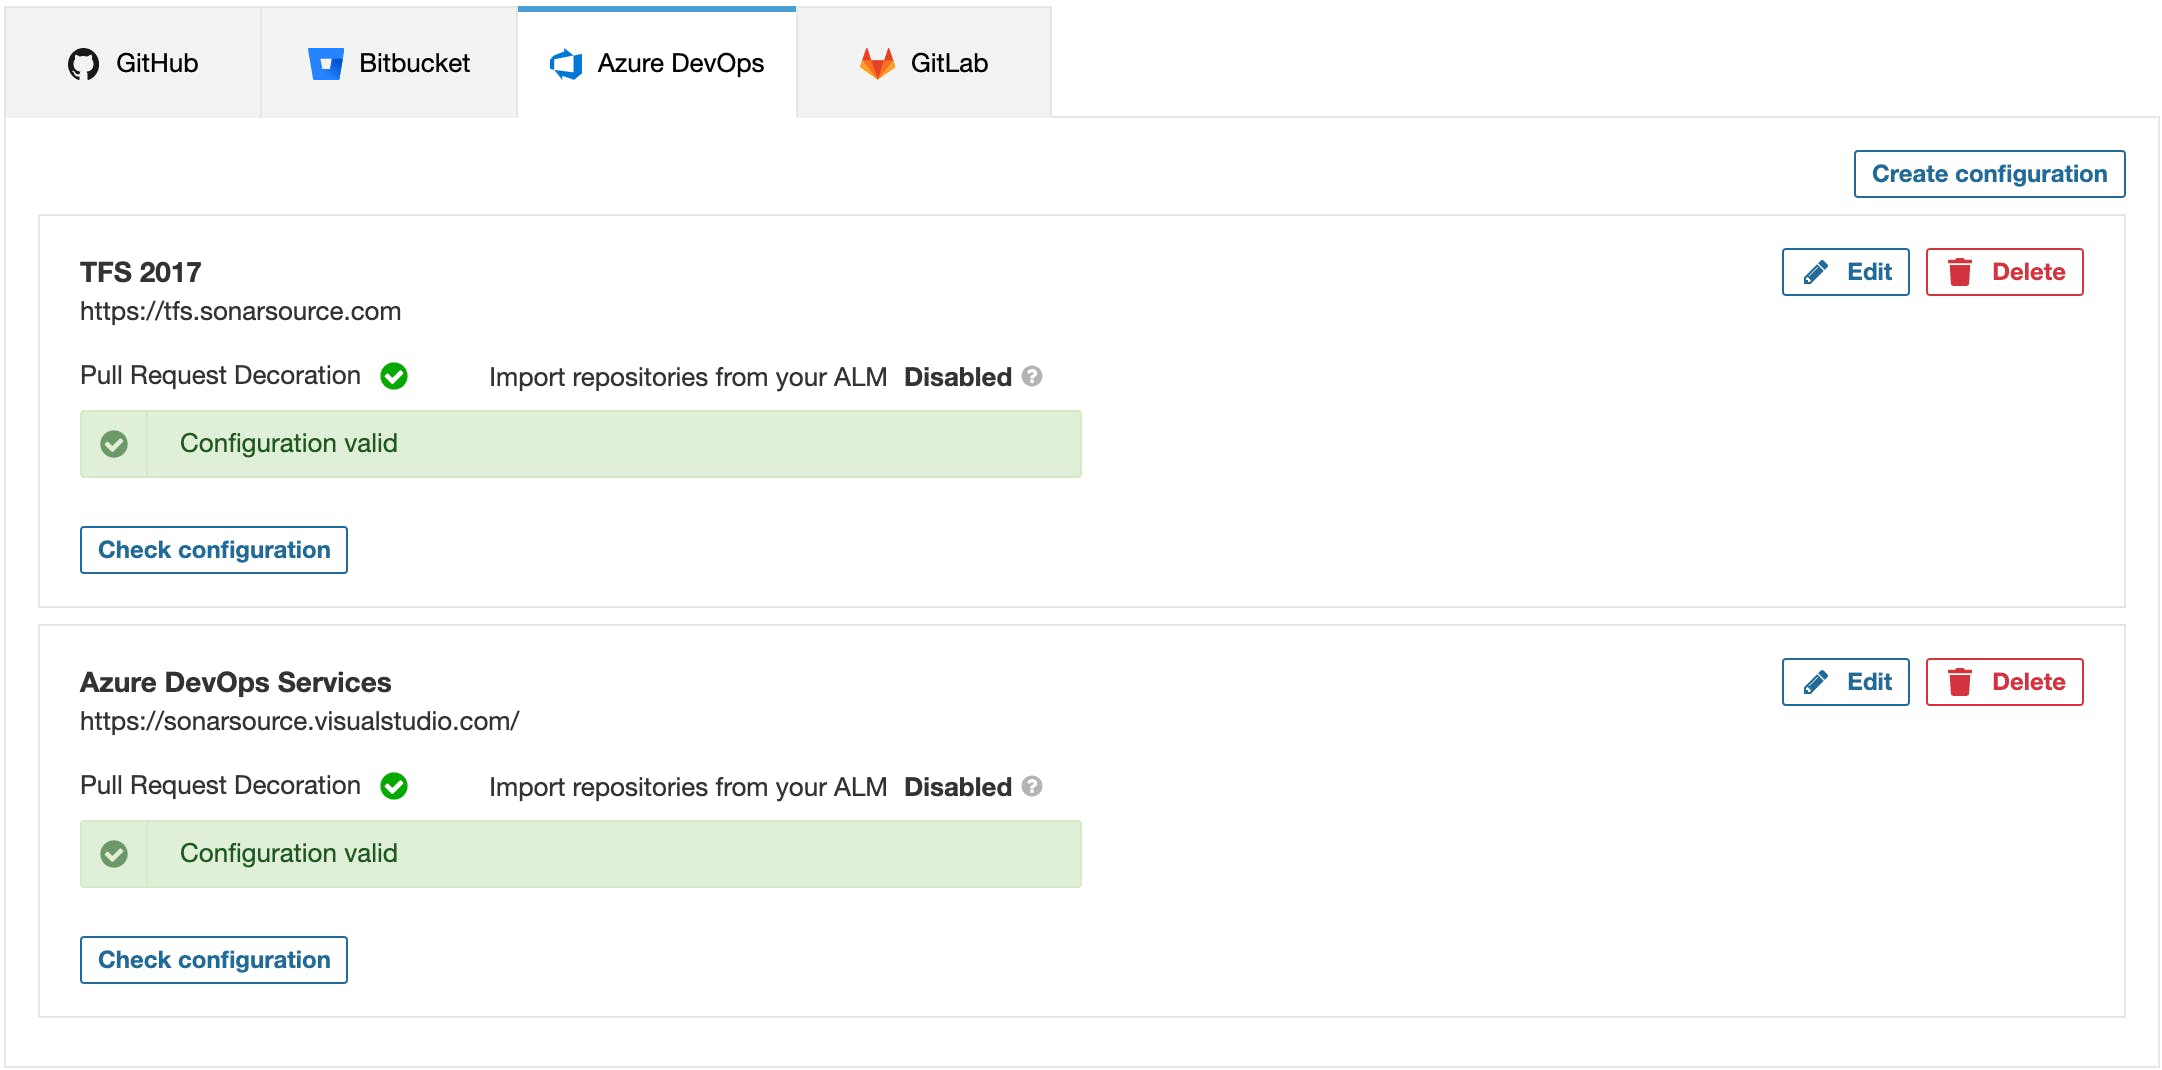 GitHub
Bitbucket
Azure DevOps
GitLab
Create configuration
TFS 2017
Edit
Delete
https://tfs.sonarsource.com
Pull Request Decoration
Import repositories from your ALM Disabled ?
Configuration valid
Check configuration
Azure DevOps Services
Edit
Delete
https://sonarsource.visualstudio.com/
Pull Request Decoration
Import repositories from your ALM Disabled ?
Configuration valid
Check configuration